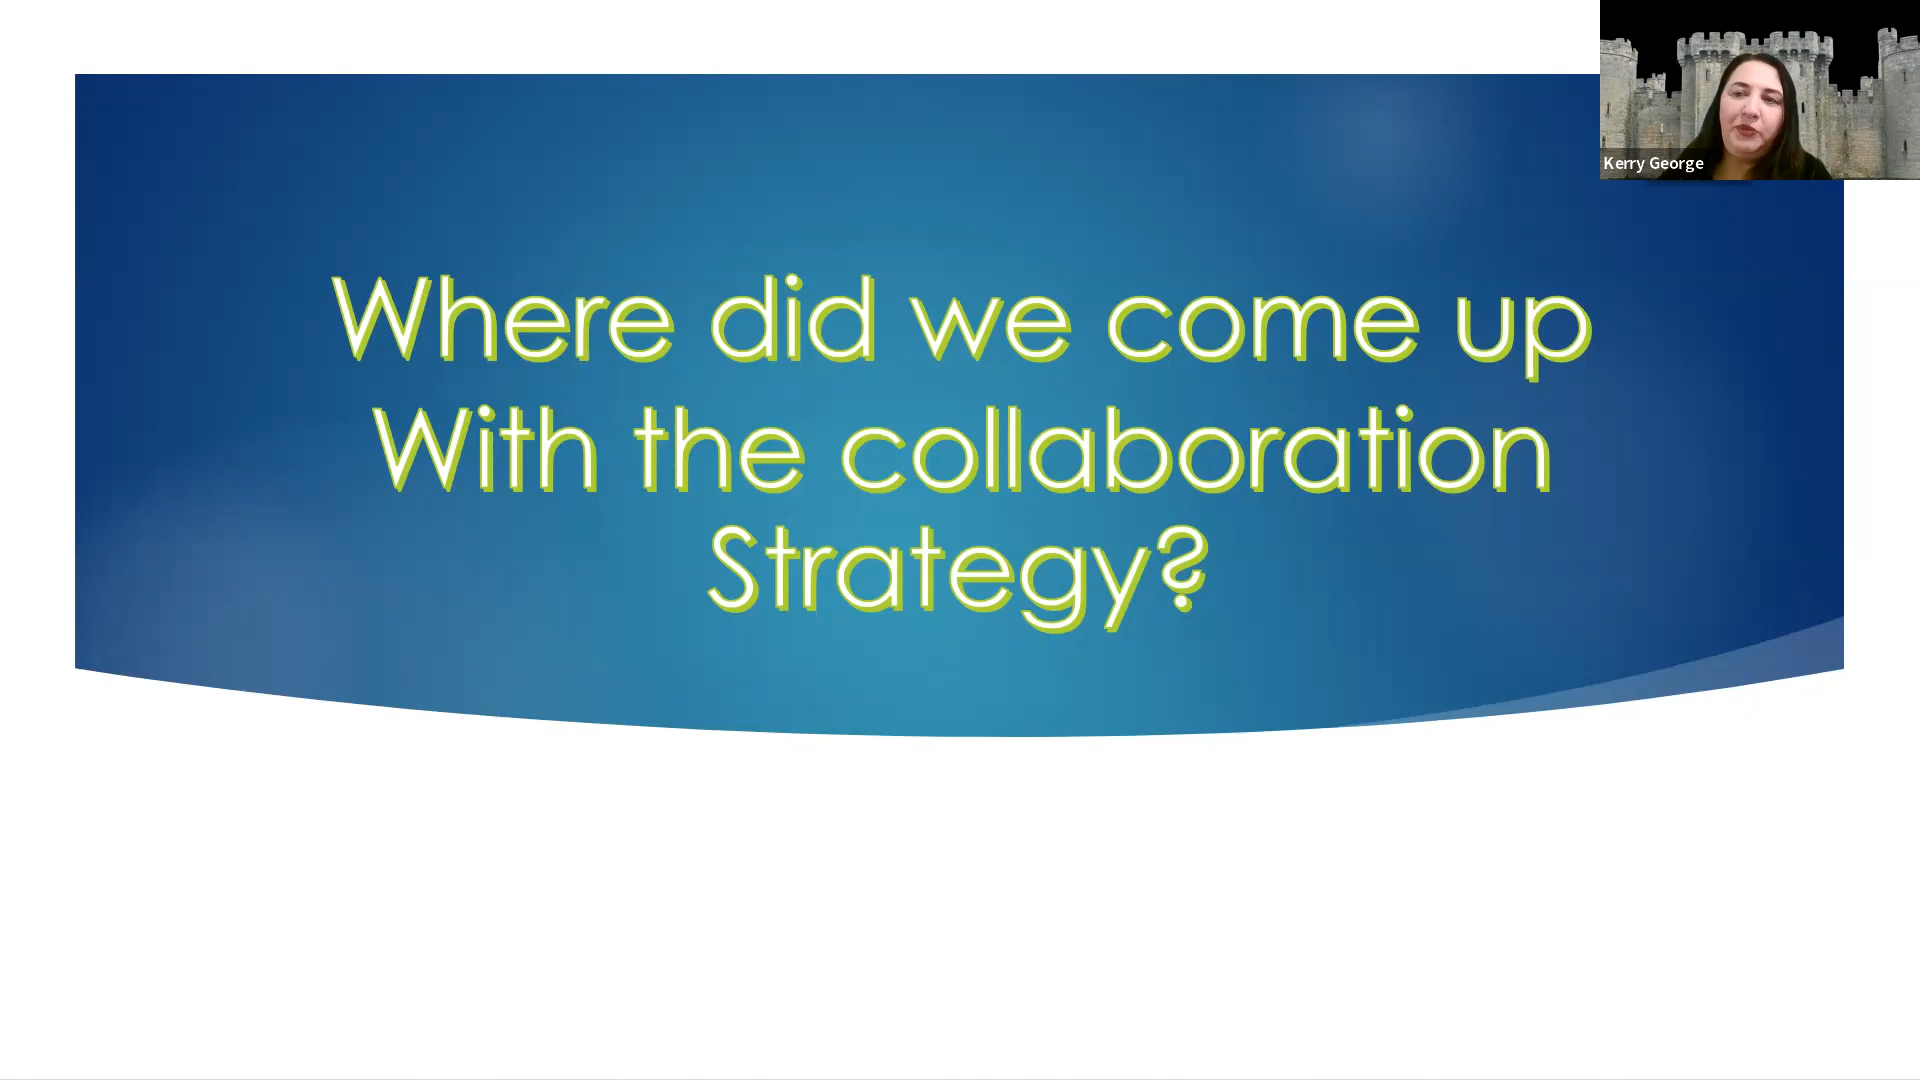 Kerry George
Where did we come up
With the collaboration
Strategy?